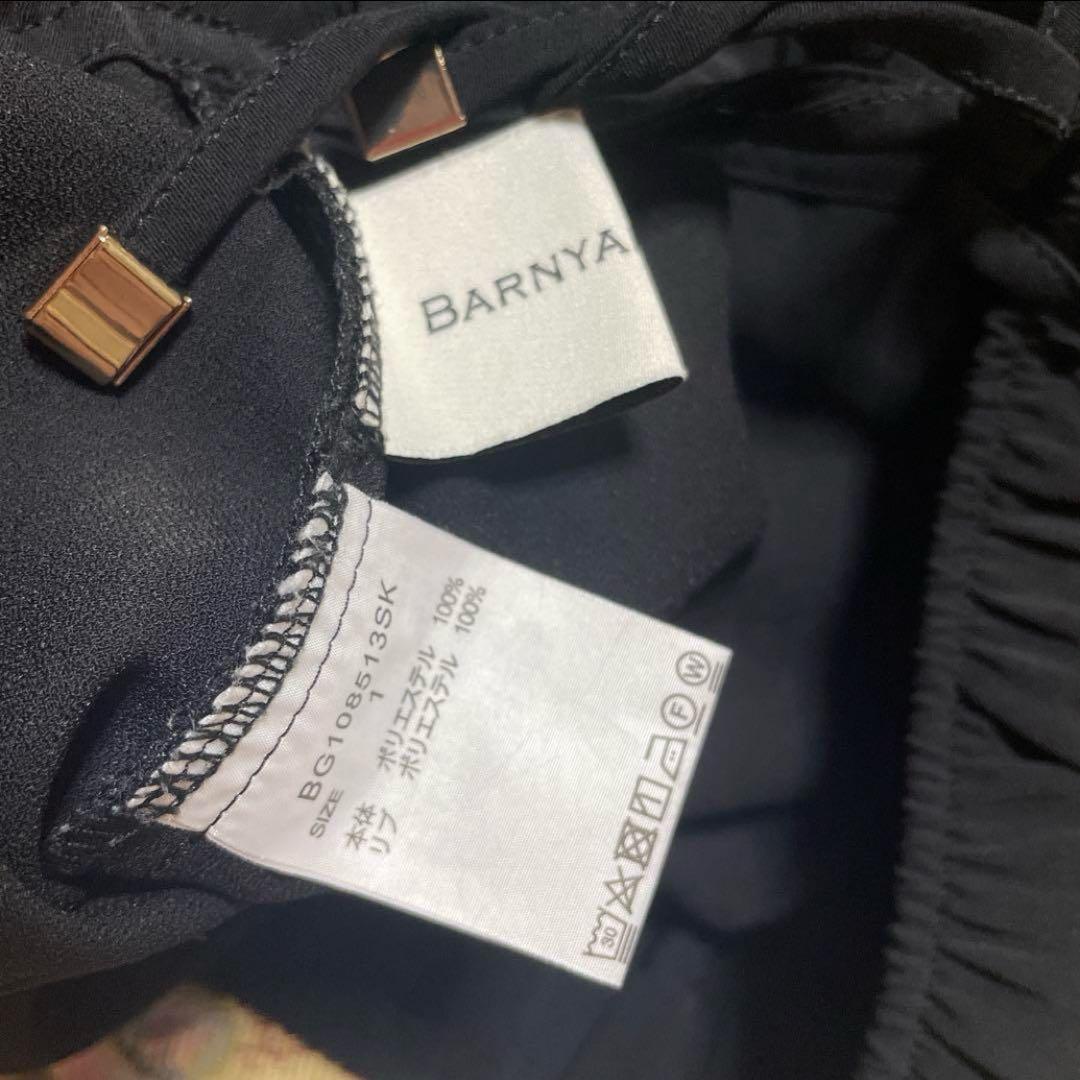 BARNYA
BG108513SK
SIZE 1
本体 ポリエステル 100%
リブ ポリエステル 100%
30
F
W